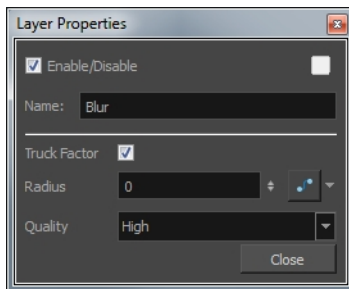 Layer Properties
Enable/Disable
Name: Blur
Truck Factor
Radius 0
Quality High
Close